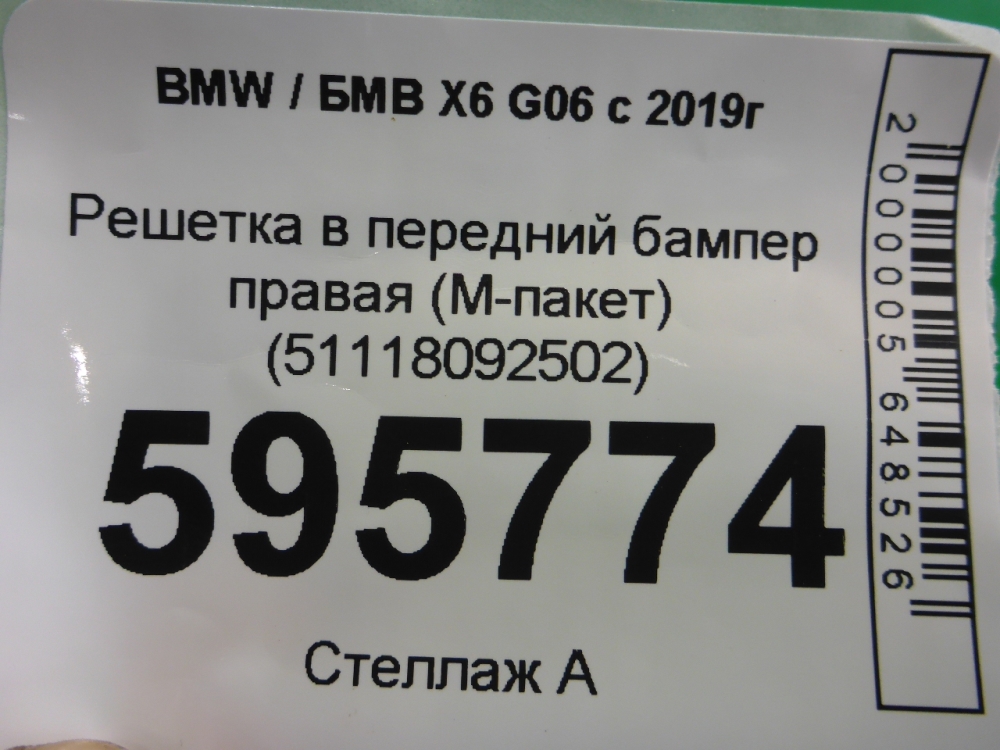 BMW / БМВ X6 G06 с 2019г
Решетка в передний бампер
правая (М-пакет)
(51118092502)
595774
Стеллаж А
2000005648526